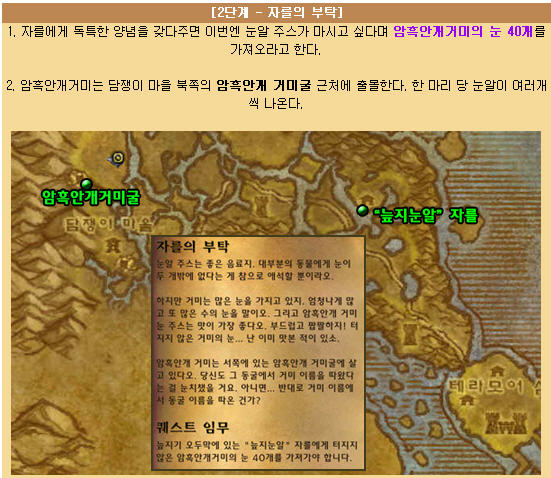 [2단계 - 자를의 부탁]
1. 자를에게 독특한 양념을 갖다주면 이번엔 눈알 주스가 마시고 싶다며 암흑안개거미의 눈 40개를
가져오라고 한다.
2. 암흑안개거미는 담쟁이 마을 북쪽의 암흑안개 거미굴 근처에 출몰한다. 한 마리 당 눈알이 여러개
씩 나온다.
암흑안개거미굴
"늪지눈알" 자를
담쟁이 마을
자를의 부탁
눈알 주스는 좋은 음료지. 대부분의 동물에게 눈이
두 개밖에 없다는 게 참으로 애석할 뿐이라오.
하지만 거미는 많은 눈을 가지고 있지. 엄청나게 많
고 또 많은 수의 눈을 말이오. 그리고 암흑안개 거미
눈 주스는 맛이 가장 좋다오. 부드럽고 짭짤하지! 터
지지 않은 거미의 눈... 난 이미 맛본 적이 있소.
암흑안개 거미는 서쪽에 있는 암흑안개 거미굴에 살
고 있다오. 당신도 그 동굴에서 거미 이름을 따왔다
는 걸 눈치챘을 거요. 아니면... 반대로 거미 이름에
서 동굴 이름을 따온 건가?
테라모어 섬
퀘스트 임무
늪지기 오두막에 있는 "늪지눈알" 자를에게 터지지
않은 암흑안개거미의 눈 40개를 가져가야 합니다.